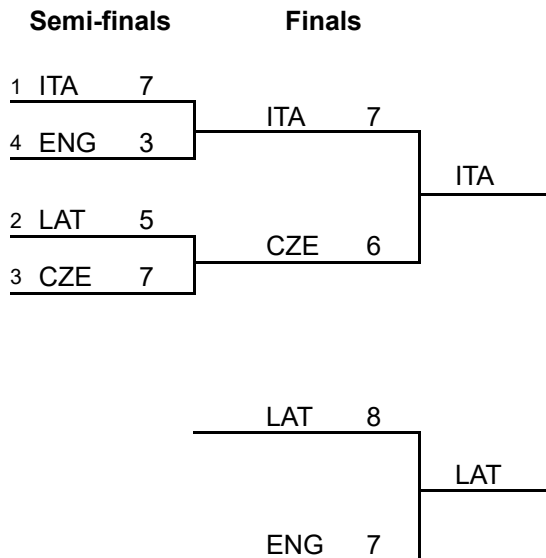 Semi-finals Finals
1 ITA 7
ITA 7
4 ENG 3
ITA
2 LAT 5
CZE 6
3 CZE 7
LAT 8
LAT
ENG 7